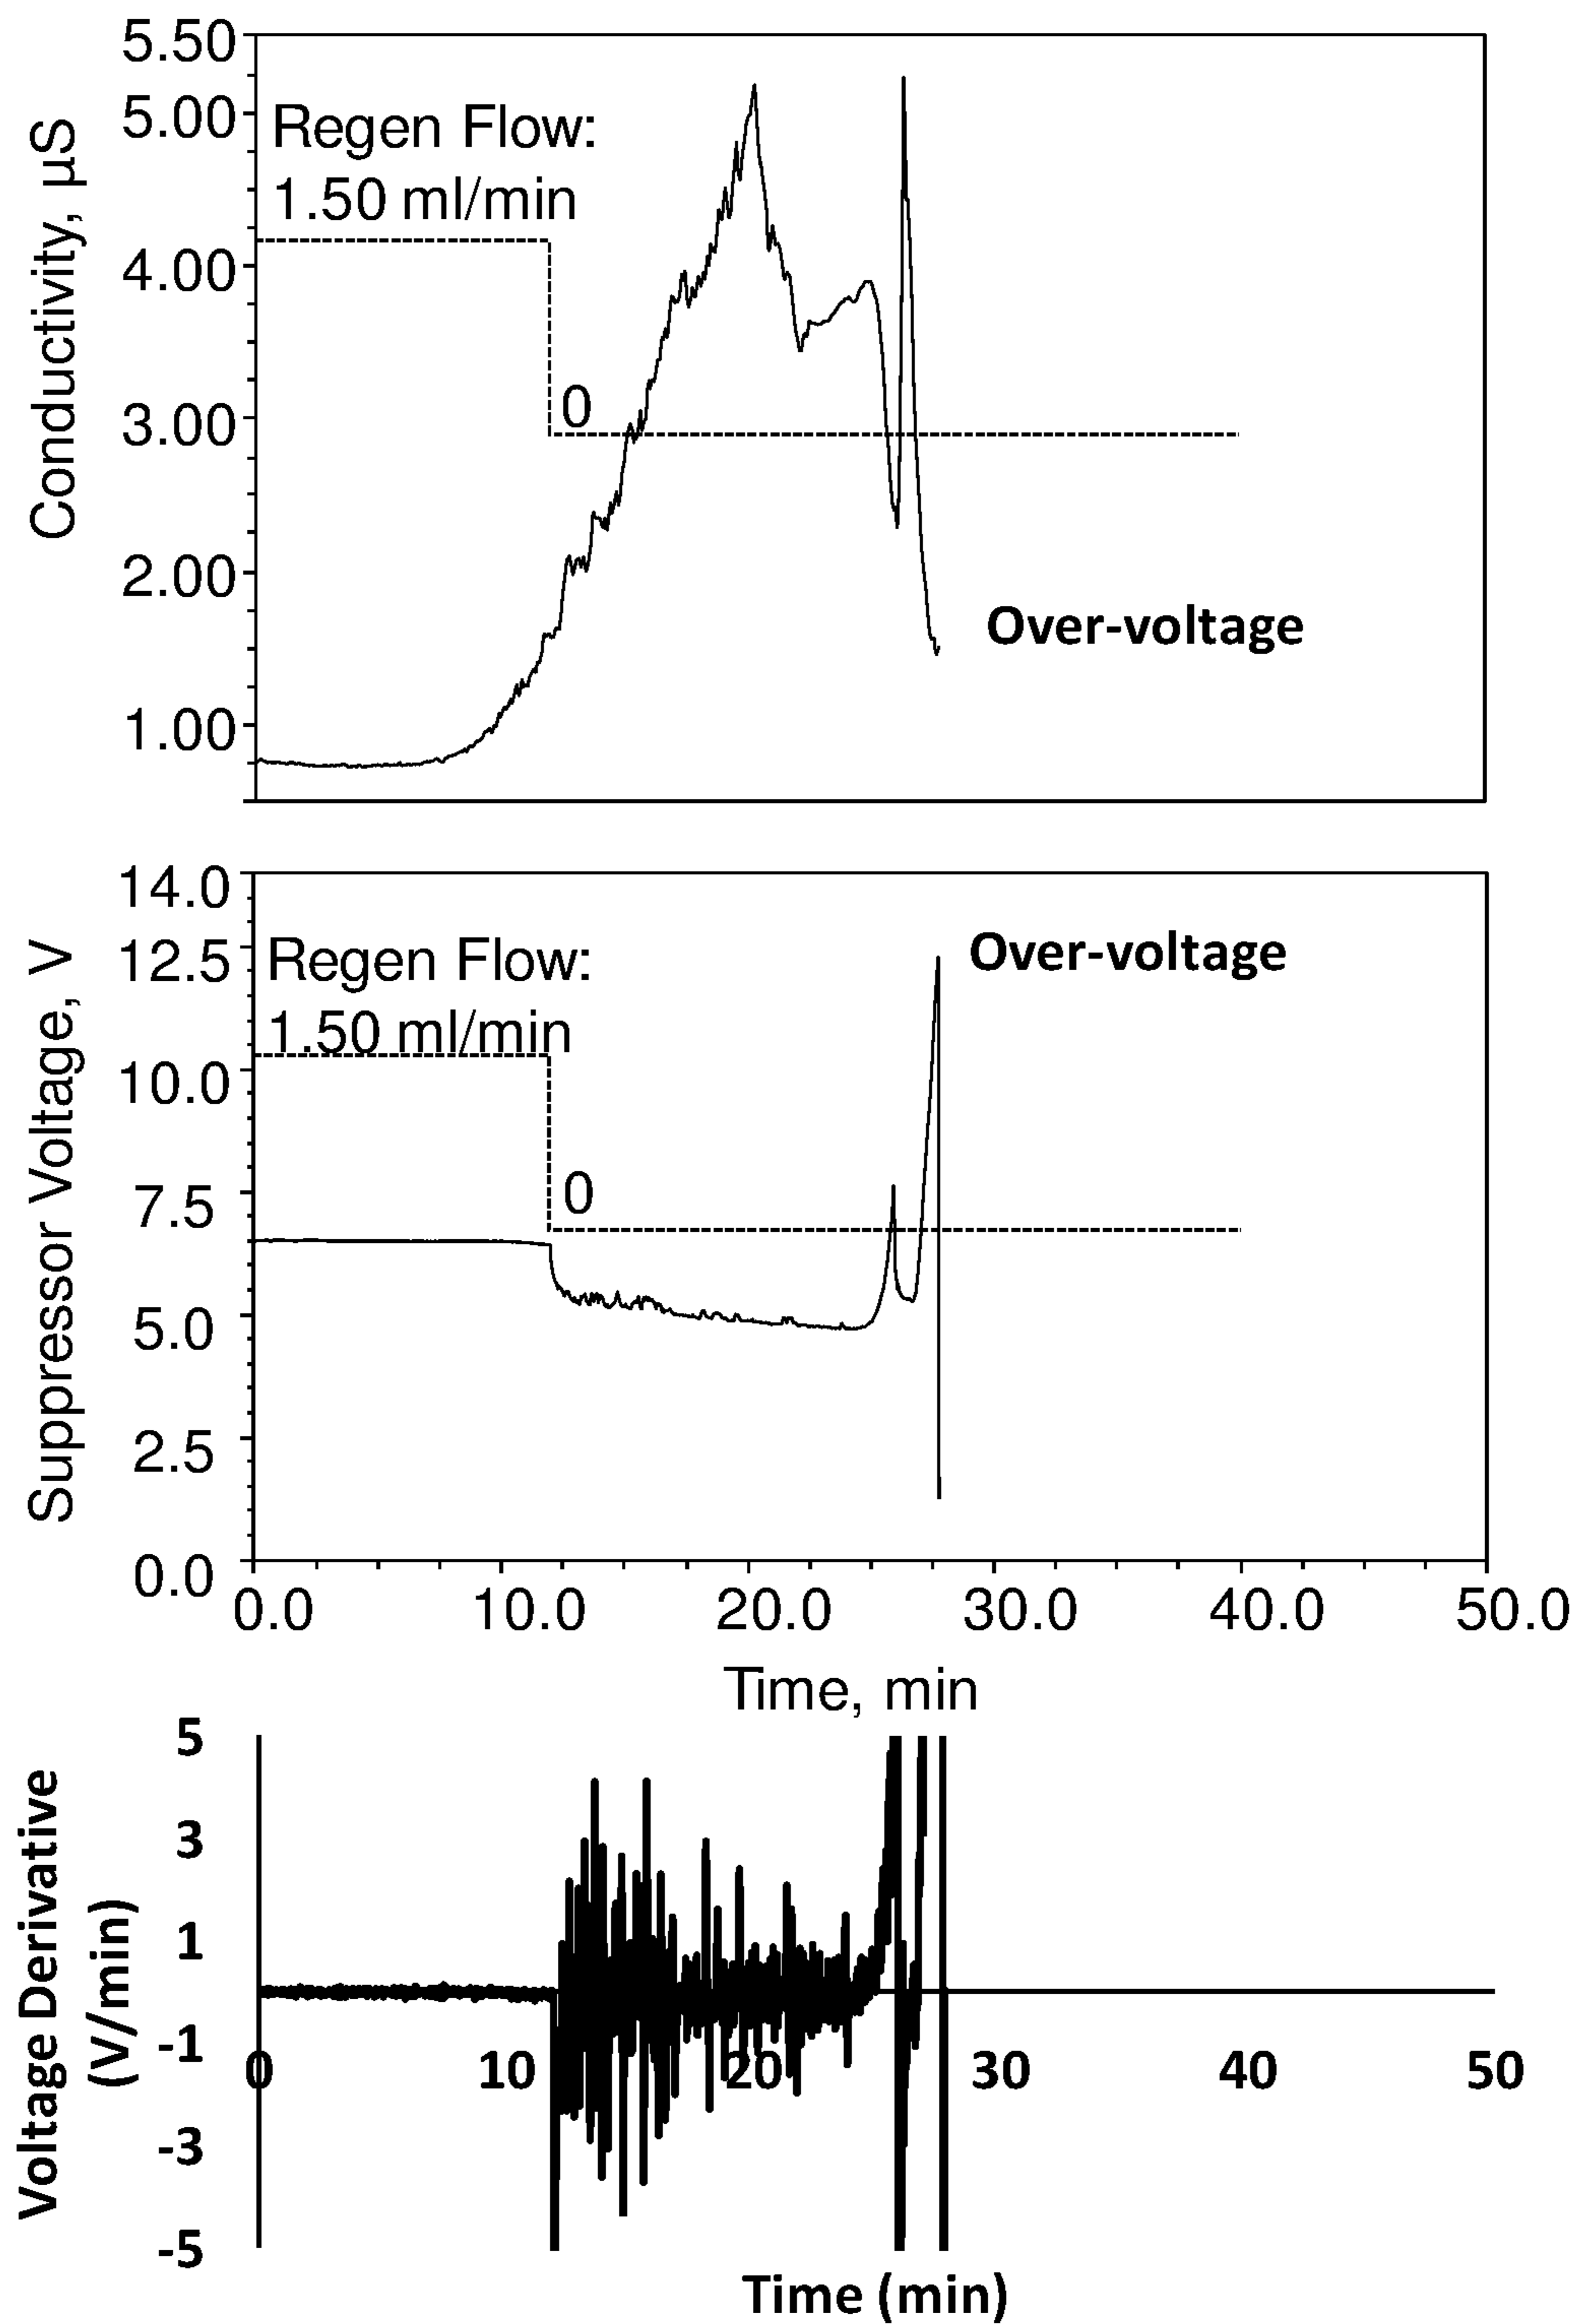 5.50
5.00
4.00
3.00
2.00
1.00
Conductivity, µS
Regen Flow:
1.50 ml/min
0
Over-voltage
14.0
12.5
10.0
7.5
5.0
2.5
0.0
Suppressor Voltage, V
Regen Flow:
1.50 ml/min
0
Over-voltage
0.0 10.0 20.0 30.0 40.0 50.0
Time, min
5
3
1
-1
-3
-5
Voltage Derivative
(V/min)
0 10 20 30 40 50
Time (min)